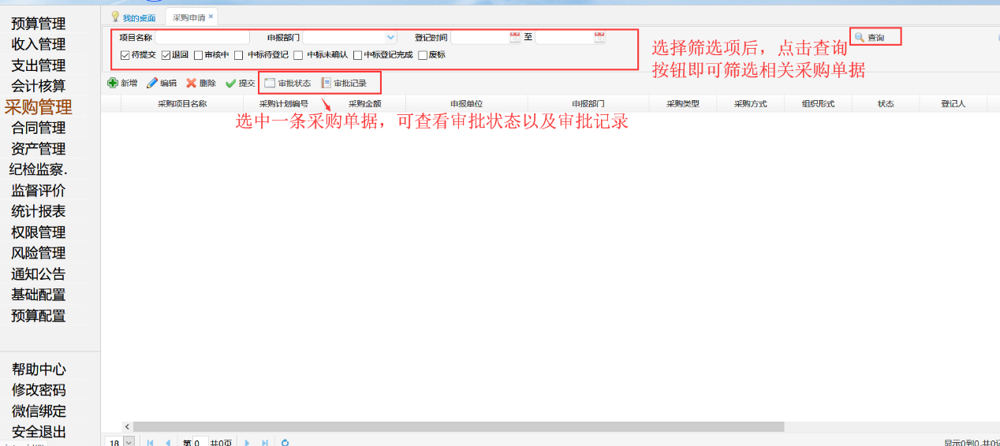 预算管理
收入管理
支出管理
会计核算
采购管理
合同管理
资产管理
纪检监察.
监督评价
统计报表
权限管理
风险管理
通知公告
基础配置
预算配置
帮助中心
修改密码
微信绑定
安全退出
我的桌面 采购申请 ×
项目名称 申报部门 登记时间 至 查询
待提交 退回 审核中 中标待登记 中标未确认 中标登记完成 废标
选择筛选项后，点击查询
按钮即可筛选相关采购单据
新增 编辑 删除 提交 审批状态 审批记录
采购项目名称 采购计划编号 采购金额 申报单位 申报部门 采购类型 采购方式 组织形式 状态 登记人
选中一条采购单据，可查看审批状态以及审批记录
18 第 0 共0页 显示0到0,共0记